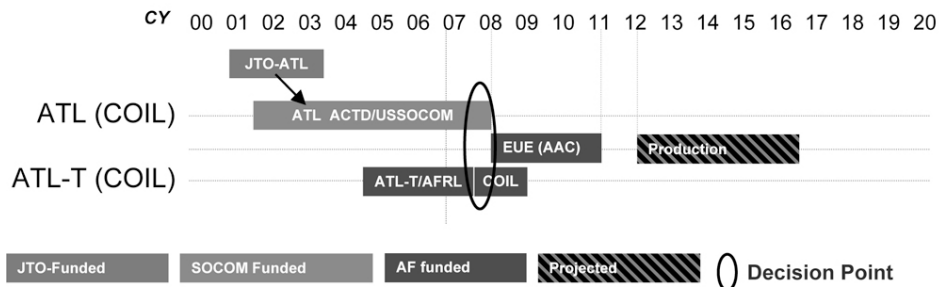 CY 00 01 02 03 04 05 06 07 08 09 10 11 12 13 14 15 16 17 18 19 20
JTO-ATL
ATL (COIL) ATL ACTD/USSOCOM
EUE (AAC) Production
ATL-T (COIL) ATL-T/AFRL COIL
JTO-Funded SOCOM Funded AF funded Projected Decision Point